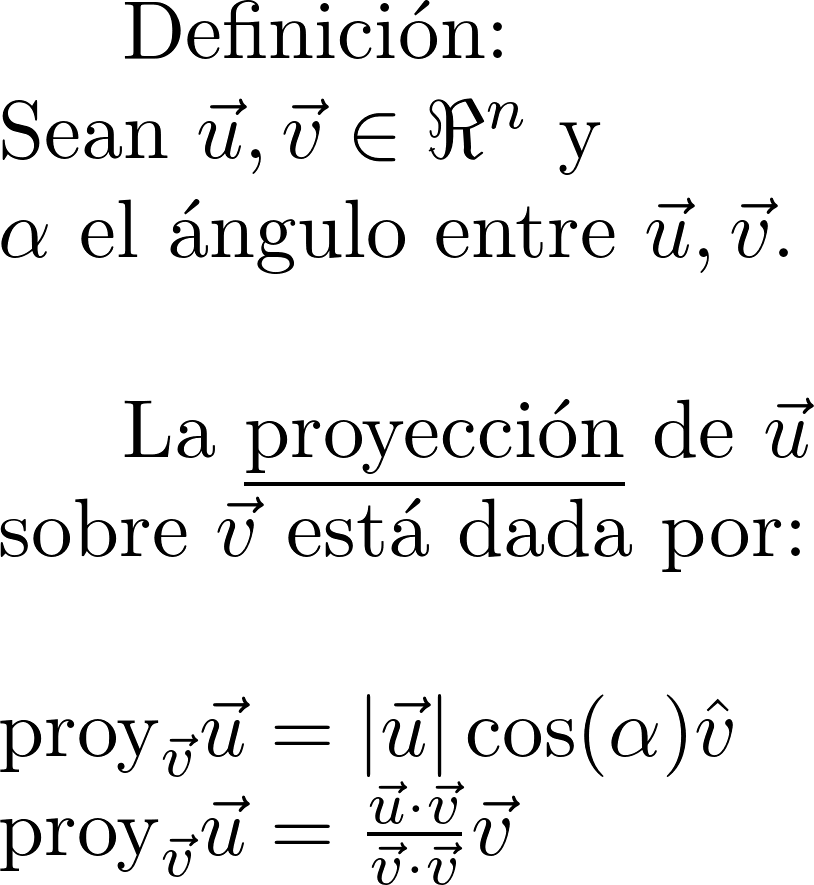 Definición:
Sean $\vec{u}, \vec{v} \in \Re^n$ y
$\alpha$ el ángulo entre $\vec{u}, \vec{v}$.
La proyección de $\vec{u}$
sobre $\vec{v}$ está dada por:
$\text{proy}_{\vec{v}} \vec{u} = |\vec{u}| \cos(\alpha) \hat{v}$
$\text{proy}_{\vec{v}} \vec{u} = \frac{\vec{u} \cdot \vec{v}}{\vec{v} \cdot \vec{v}} \vec{v}$